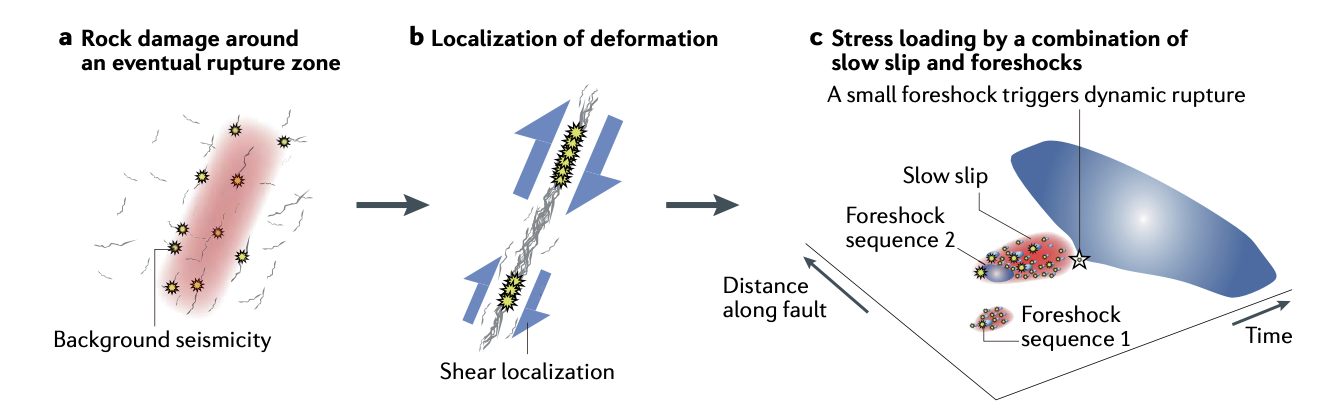 a Rock damage around
an eventual rupture zone
Background seismicity
b Localization of deformation
Shear localization
c Stress loading by a combination of
slow slip and foreshocks
A small foreshock triggers dynamic rupture
Slow slip
Foreshock
sequence 2
Distance
along fault
Foreshock
sequence 1
Time